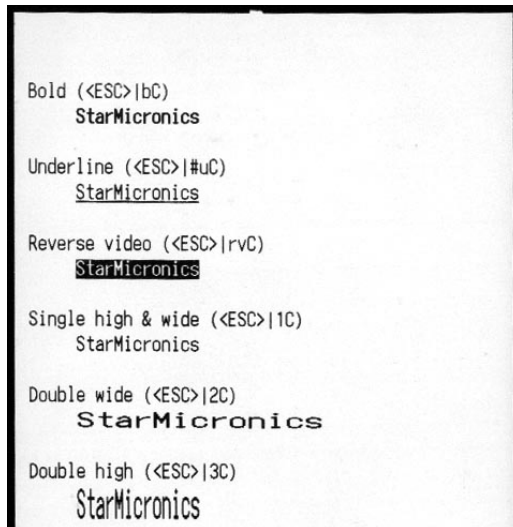 Bold (<ESC>|bC)
StarMicronics
Underline (<ESC>|#uC)
StarMicronics
Reverse video (<ESC>|rvC)
StarMicronics
Single high & wide (<ESC>|1C)
StarMicronics
Double wide (<ESC>|2C)
StarMicronics
Double high (<ESC>|3C)
StarMicronics